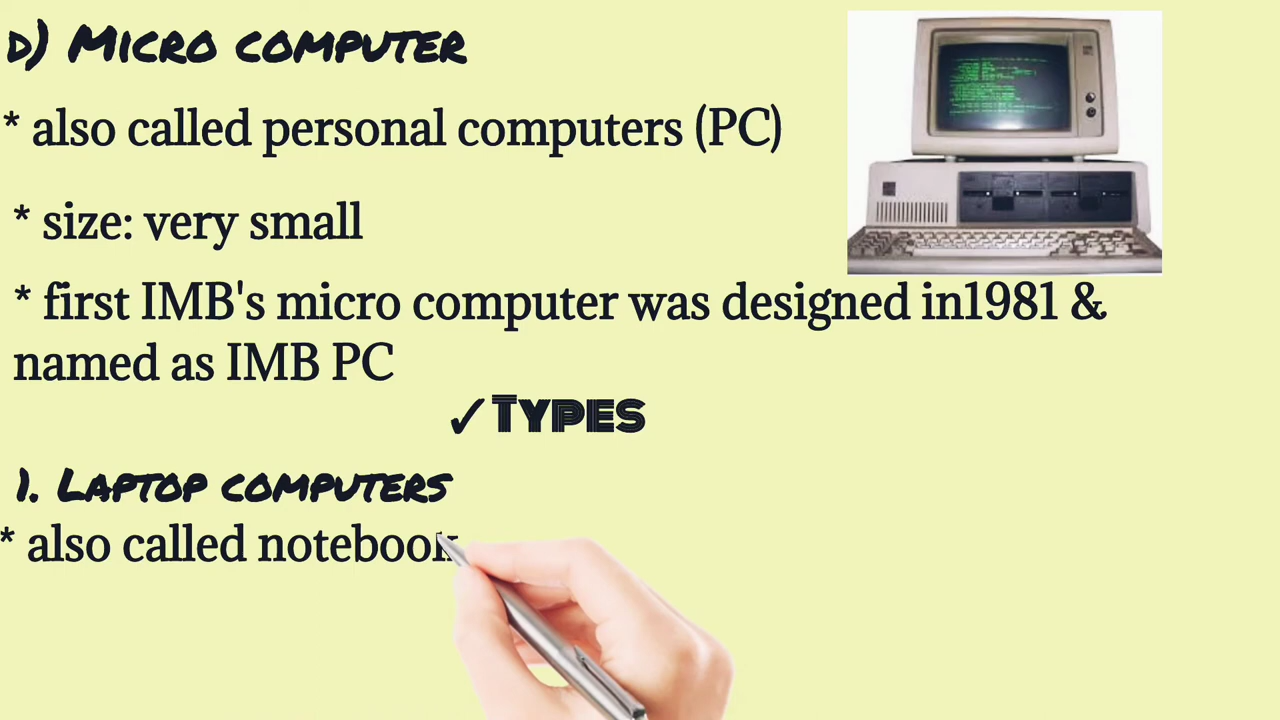 D) Micro computer
* also called personal computers (PC)
* size: very small
* first IMB's micro computer was designed in1981 &
named as IMB PC
✓Types
1. Laptop computers
* also called notebook